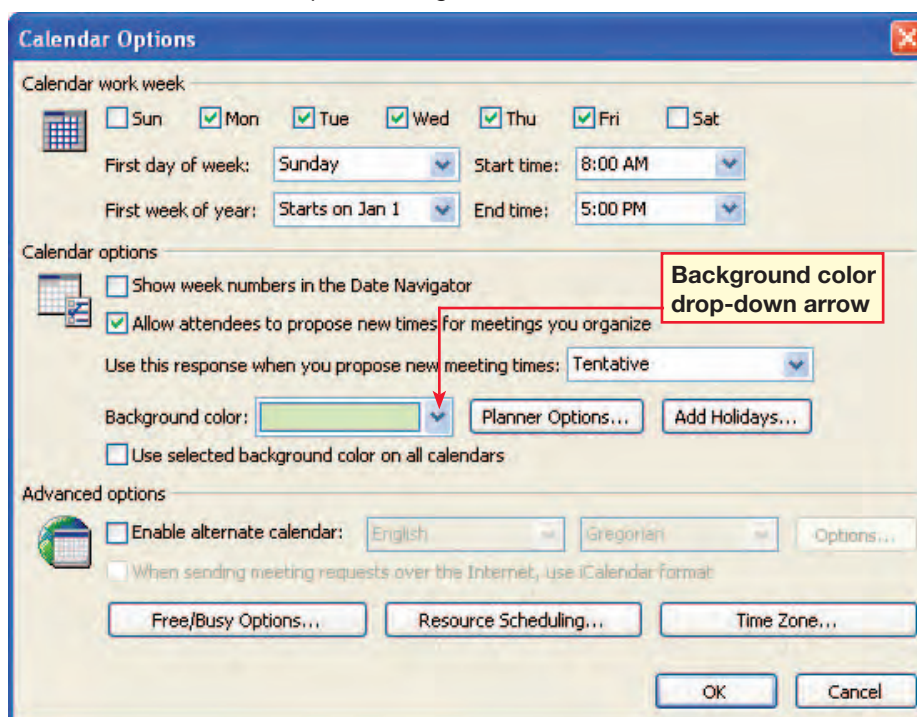 Calendar Options
Calendar work week
Sun Mon Tue Wed Thu Fri Sat
First day of week: Sunday Start time: 8:00 AM
First week of year: Starts on Jan 1 End time: 5:00 PM
Calendar options
Show week numbers in the Date Navigator
Background color
drop-down arrow
Allow attendees to propose new times for meetings you organize
Use this response when you propose new meeting times: Tentative
Background color: Planner Options... Add Holidays...
Use selected background color on all calendars
Advanced options
Enable alternate calendar: English Gregorian Options...
When sending meeting requests over the Internet, use iCalendar format
Free/Busy Options... Resource Scheduling... Time Zone...
OK Cancel